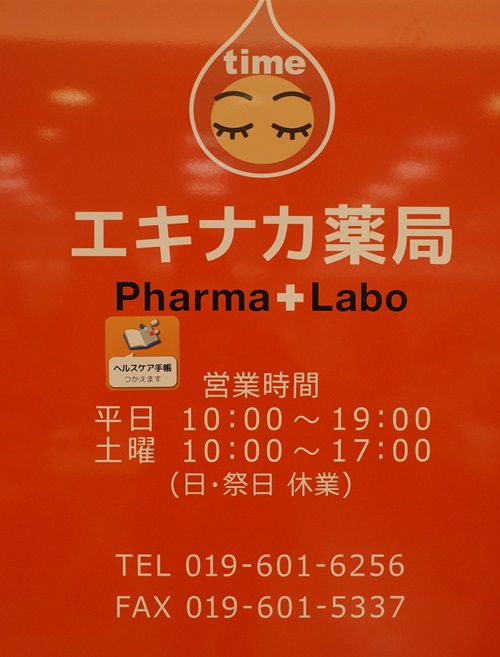 time
エキナカ薬局
Pharma+Labo
ヘルスケア手帳
つかえます
営業時間
平日 10:00～19:00
土曜 10:00～17:00
(日・祭日 休業)
TEL 019-601-6256
FAX 019-601-5337